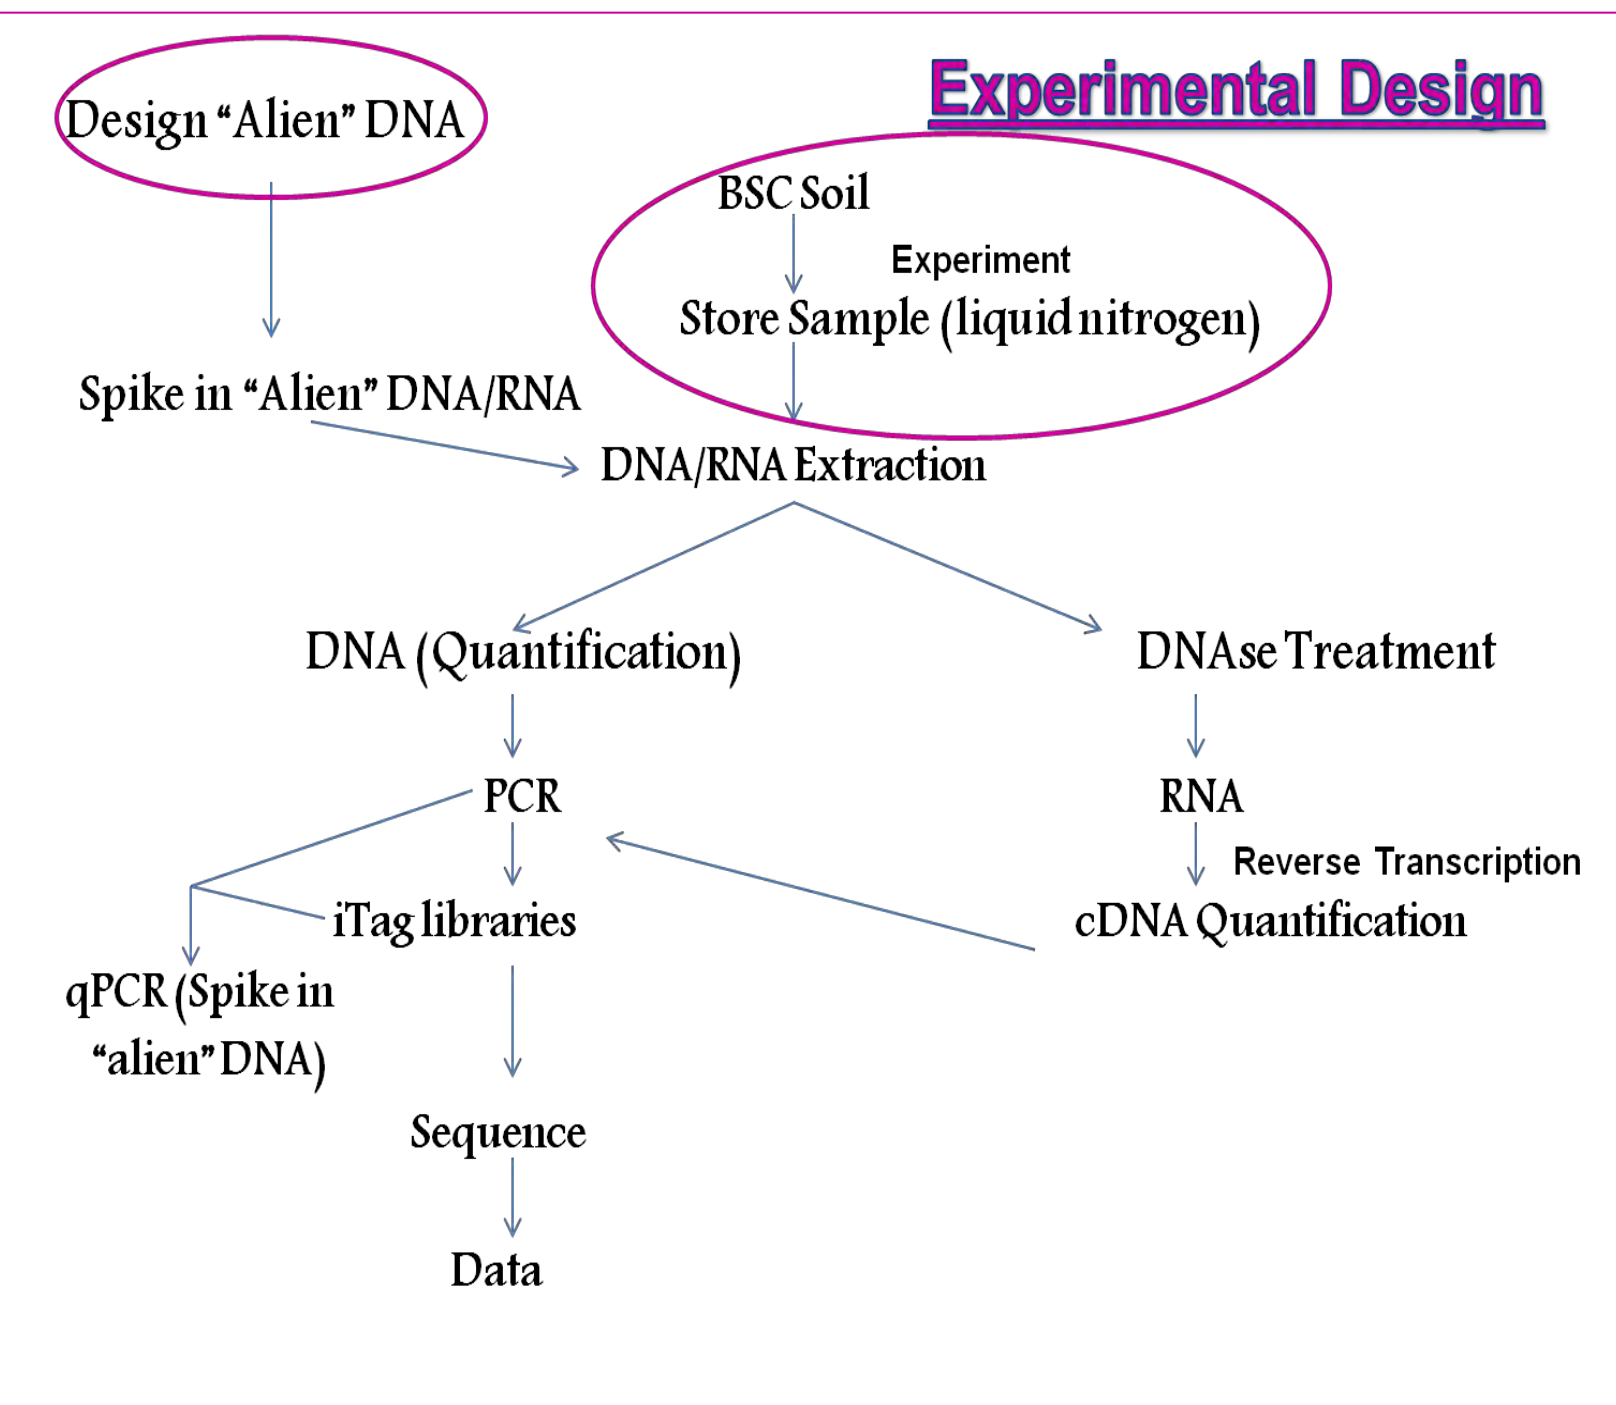 Experimental Design
Design “Alien” DNA
BSC Soil
Experiment
Store Sample (liquid nitrogen)
Spike in “Alien” DNA/RNA
DNA/RNA Extraction
DNA (Quantification)
DNAse Treatment
PCR
RNA
Reverse Transcription
iTag libraries
cDNA Quantification
qPCR (Spike in
“alien” DNA)
Sequence
Data